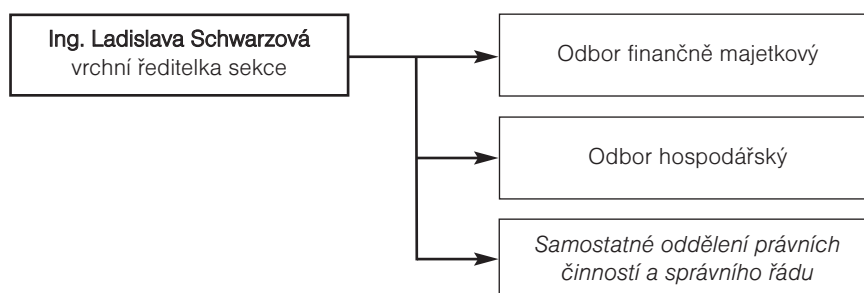 Ing. Ladislava Schwarzová
vrchní ředitelka sekce
Odbor finančně majetkový
Odbor hospodářský
Samostatné oddělení právních
činností a správního řádu